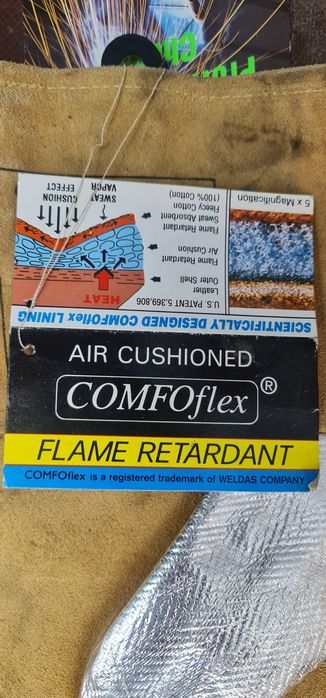 AIR CUSHIONED
COMFOflex®
FLAME RETARDANT
COMFOflex is a registered trademark of WELDAS COMPANY
SCIENTIFICALLY DESIGNED COMFOflex LINING
U.S. PATENT 5.369.806
HEAT
Leather
Outer Shell
Flame Retardant
Air Cushion
Flame Retardant
Sweat Absorbent
Fleecy Cotton
(100% Cotton)
SWEAT CUSHION
VAPOR EFFECT
5 x Magnification